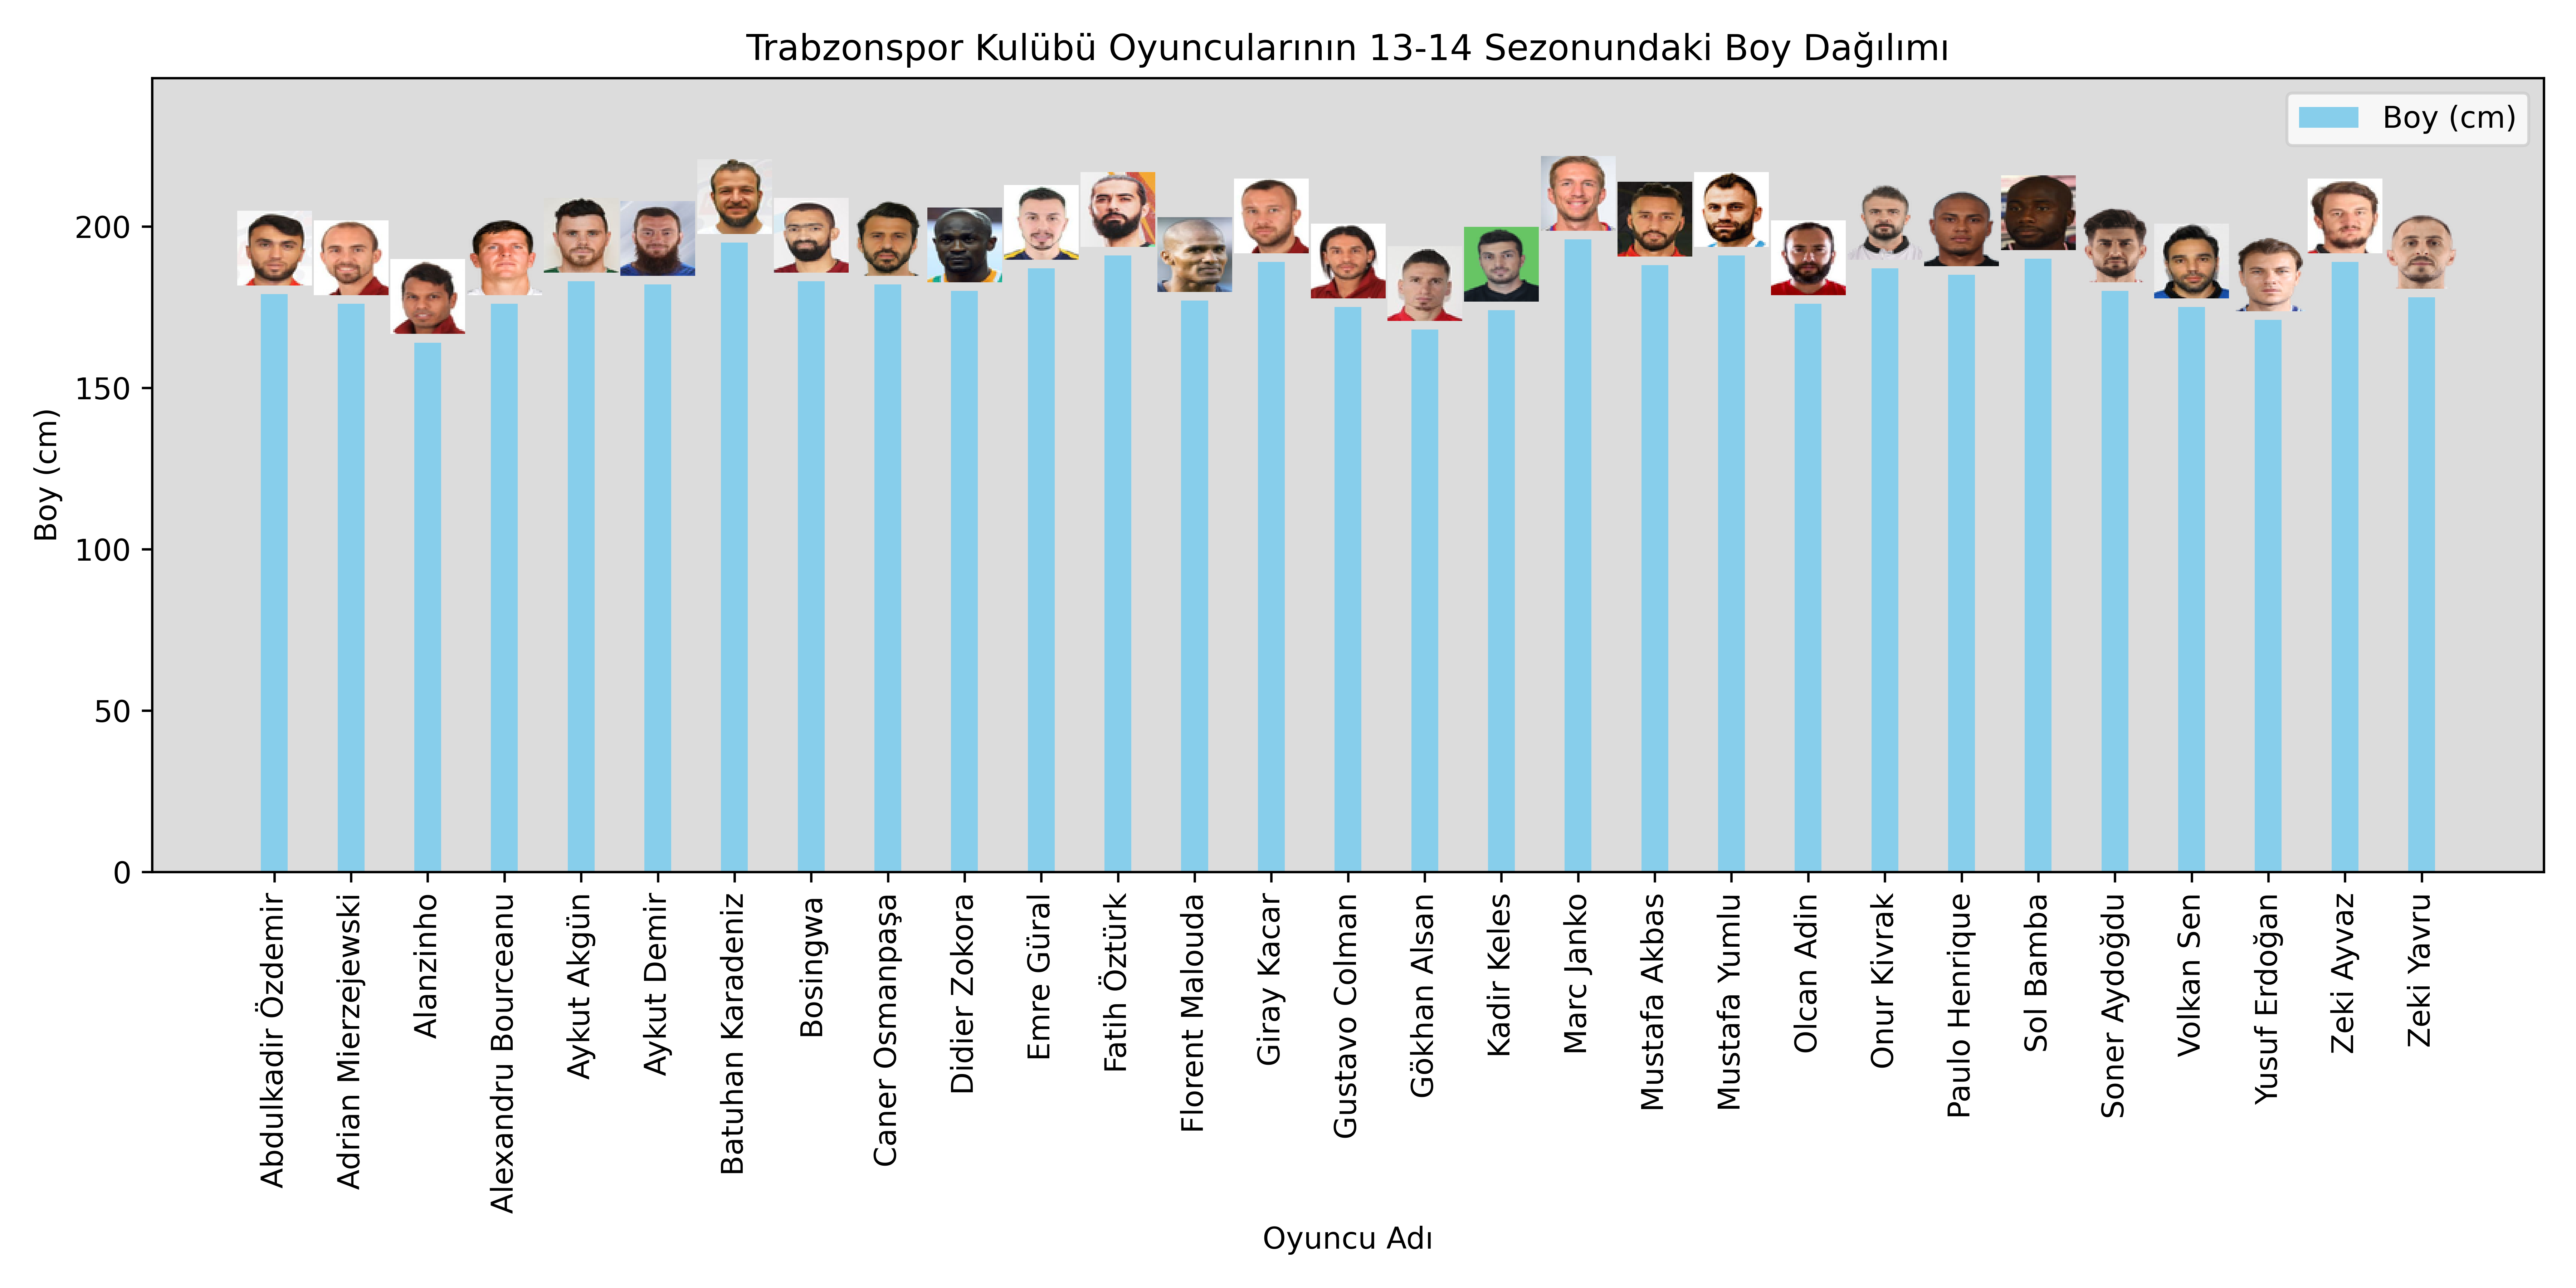 Trabzonspor Kulübü Oyuncularının 13-14 Sezonundaki Boy Dağılımı
Boy (cm)
Boy (cm)
200
150
100
50
0
Abdulkadir Özdemir
Adrian Mierzejewski
Alanzinho
Alexandru Bourceanu
Aykut Akgün
Aykut Demir
Batuhan Karadeniz
Bosingwa
Caner Osmanpaşa
Didier Zokora
Emre Güral
Fatih Öztürk
Florent Malouda
Giray Kacar
Gustavo Colman
Gökhan Alsan
Kadir Keles
Marc Janko
Mustafa Akbas
Mustafa Yumlu
Olcan Adin
Onur Kivrak
Paulo Henrique
Sol Bamba
Soner Aydoğdu
Volkan Sen
Yusuf Erdoğan
Zeki Ayvaz
Zeki Yavru
Oyuncu Adı